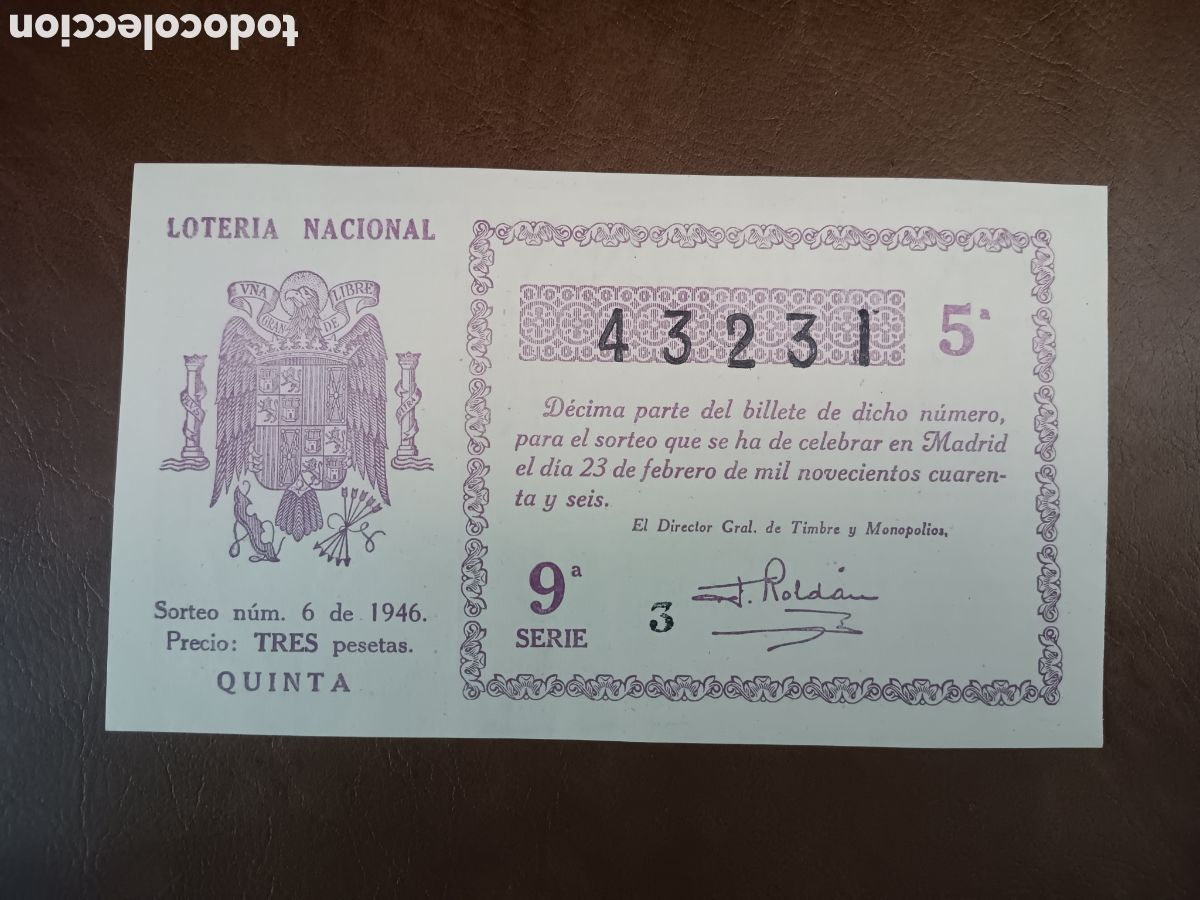 todocoleccion
LOTERIA NACIONAL
VNA GRANDE LIBRE
Sorteo núm. 6 de 1946.
Precio: TRES pesetas.
QUINTA
43231 5ª
Décima parte del billete de dicho número,
para el sorteo que se ha de celebrar en Madrid
el día 23 de febrero de mil novecientos cuaren-
ta y seis.
El Director Gral. de Timbre y Monopolios,
9ª
SERIE
3
F. Roldán